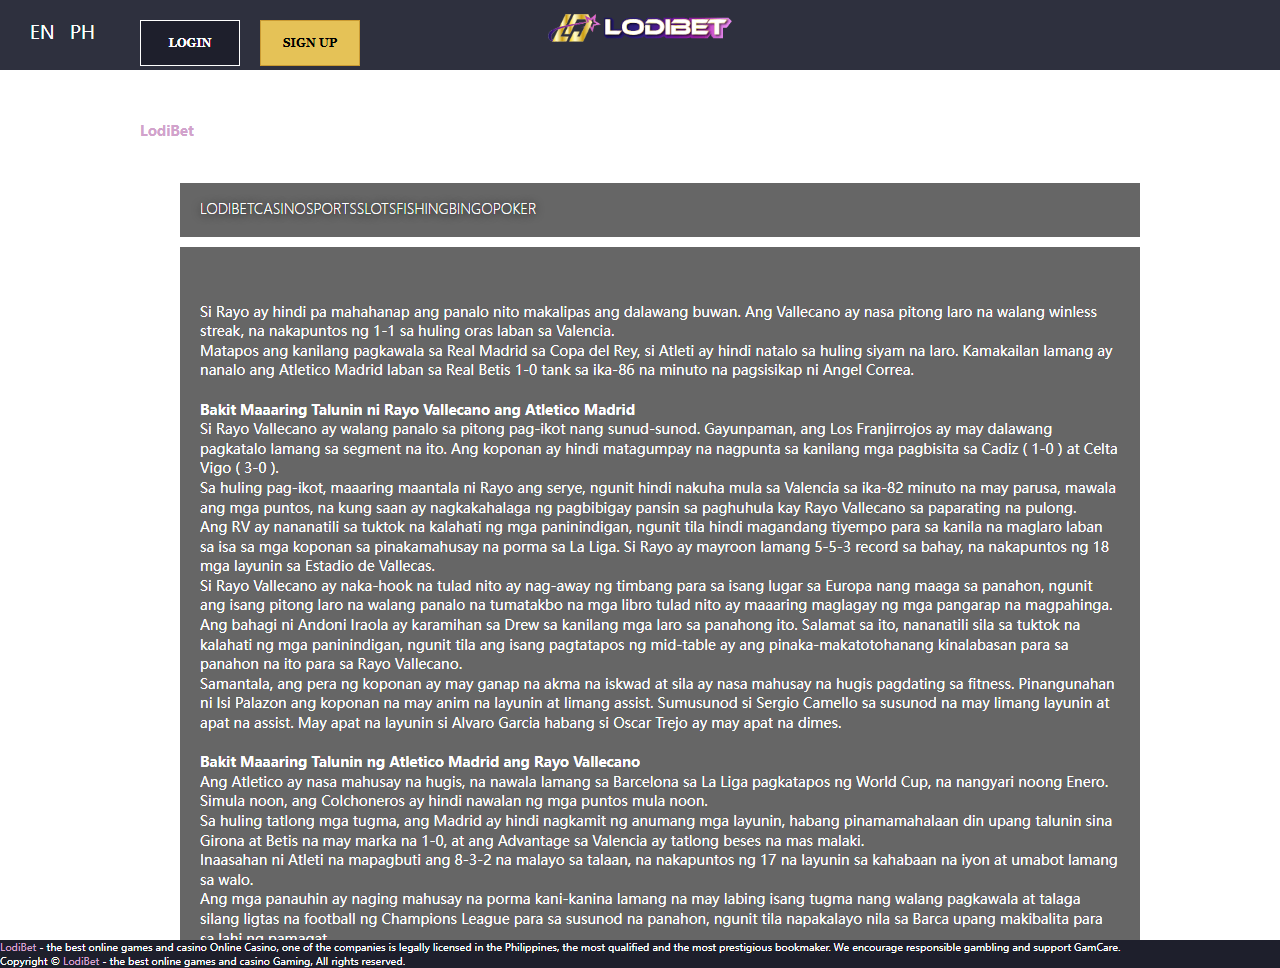 EN PH
LOGIN
SIGN UP
LODIBET
LodiBet
LODIBETCASINOSPORTSSLOTSFISHINGBINGOPOKER
Si Rayo ay hindi pa mahahanap ang panalo nito makalipas ang dalawang buwan. Ang Vallecano ay nasa pitong laro na walang winless
streak, na nakapuntos ng 1-1 sa huling oras laban sa Valencia.
Matapos ang kanilang pagkawala sa Real Madrid sa Copa del Rey, si Atleti ay hindi natalo sa huling siyam na laro. Kamakailan lamang ay
nanalo ang Atletico Madrid laban sa Real Betis 1-0 tank sa ika-86 na minuto na pagsisikap ni Angel Correa.
Bakit Maaaring Talunin ni Rayo Vallecano ang Atletico Madrid
Si Rayo Vallecano ay walang panalo sa pitong pag-ikot nang sunud-sunod. Gayunpaman, ang Los Franjirrojos ay may dalawang
pagkatalo lamang sa segment na ito. Ang koponan ay hindi matagumpay na nagpunta sa kanilang mga pagbisita sa Cadiz ( 1-0 ) at Celta
Vigo ( 3-0 ).
Sa huling pag-ikot, maaaring maantala ni Rayo ang serye, ngunit hindi nakuha mula sa Valencia sa ika-82 minuto na may parusa, mawala
ang mga puntos, na kung saan ay nagkakahalaga ng pagbibigay pansin sa paghuhula kay Rayo Vallecano sa paparating na pulong.
Ang RV ay nananatili sa tuktok na kalahati ng mga paninindigan, ngunit tila hindi magandang tiyempo para sa kanila na maglaro laban
sa isa sa mga koponan sa pinakamahusay na porma sa La Liga. Si Rayo ay mayroon lamang 5-5-3 record sa bahay, na nakapuntos ng 18
mga layunin sa Estadio de Vallecas.
Si Rayo Vallecano ay naka-hook na tulad nito ay nag-away ng timbang para sa isang lugar sa Europa nang maaga sa panahon, ngunit
ang isang pitong laro na walang panalo na tumatakbo na mga libro tulad nito ay maaaring maglagay ng mga pangarap na magpahinga.
Ang bahagi ni Andoni Iraola ay karamihan sa Drew sa kanilang mga laro sa panahong ito. Salamat sa ito, nananatili sila sa tuktok na
kalahati ng mga paninindigan, ngunit tila ang isang pagtatapos ng mid-table ay ang pinaka-makatotohanang kinalabasan para sa
panahon na ito para sa Rayo Vallecano.
Samantala, ang pera ng koponan ay may ganap na akma na iskwad at sila ay nasa mahusay na hugis pagdating sa fitness. Pinangunahan
ni Isi Palazon ang koponan na may anim na layunin at limang assist. Sumusunod si Sergio Camello sa susunod na may limang layunin at
apat na assist. May apat na layunin si Alvaro Garcia habang si Oscar Trejo ay may apat na dimes.
Bakit Maaaring Talunin ng Atletico Madrid ang Rayo Vallecano
Ang Atletico ay nasa mahusay na hugis, na nawala lamang sa Barcelona sa La Liga pagkatapos ng World Cup, na nangyari noong Enero.
Simula noon, ang Colchoneros ay hindi nawalan ng mga puntos mula noon.
Sa huling tatlong mga tugma, ang Madrid ay hindi nagkamit ng anumang mga layunin, habang pinamamahalaan din upang talunin sina
Girona at Betis na may marka na 1-0, at ang Advantage sa Valencia ay tatlong beses na mas malaki.
Inaasahan ni Atleti na mapagbuti ang 8-3-2 na malayo sa talaan, na nakapuntos ng 17 na layunin sa kahabaan na iyon at umabot lamang
sa walo.
Ang mga panauhin ay naging mahusay na porma kani-kanina lamang na may labing isang tugma nang walang pagkawala at talaga
silang ligtas na football ng Champions League para sa susunod na panahon, ngunit tila napakalayo nila sa Barca upang makibalita para
sa lahi ng pamagat.
LodiBet - the best online games and casino Online Casino, one of the companies is legally licensed in the Philippines, the most qualified and the most prestigious bookmaker. We encourage responsible gambling and support GamCare.
Copyright © LodiBet - the best online games and casino Gaming, All rights reserved.